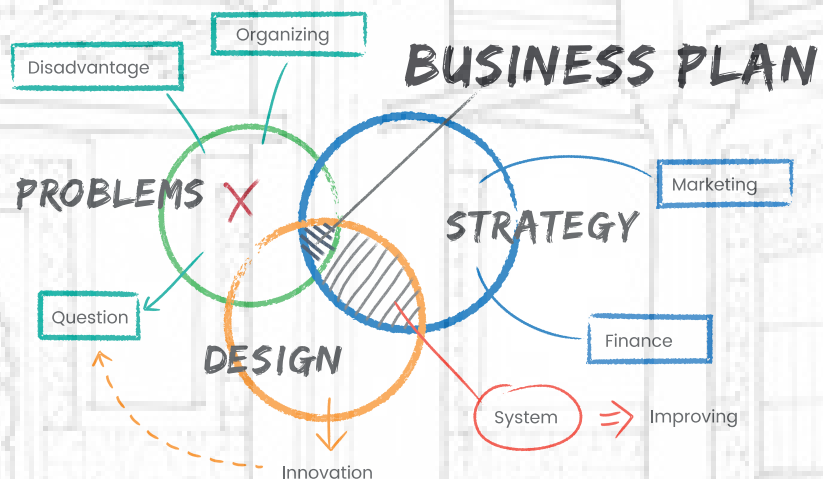 Organizing
Disadvantage
BUSINESS PLAN
PROBLEMS
Marketing
STRATEGY
Question
Finance
DESIGN
System
Improving
Innovation